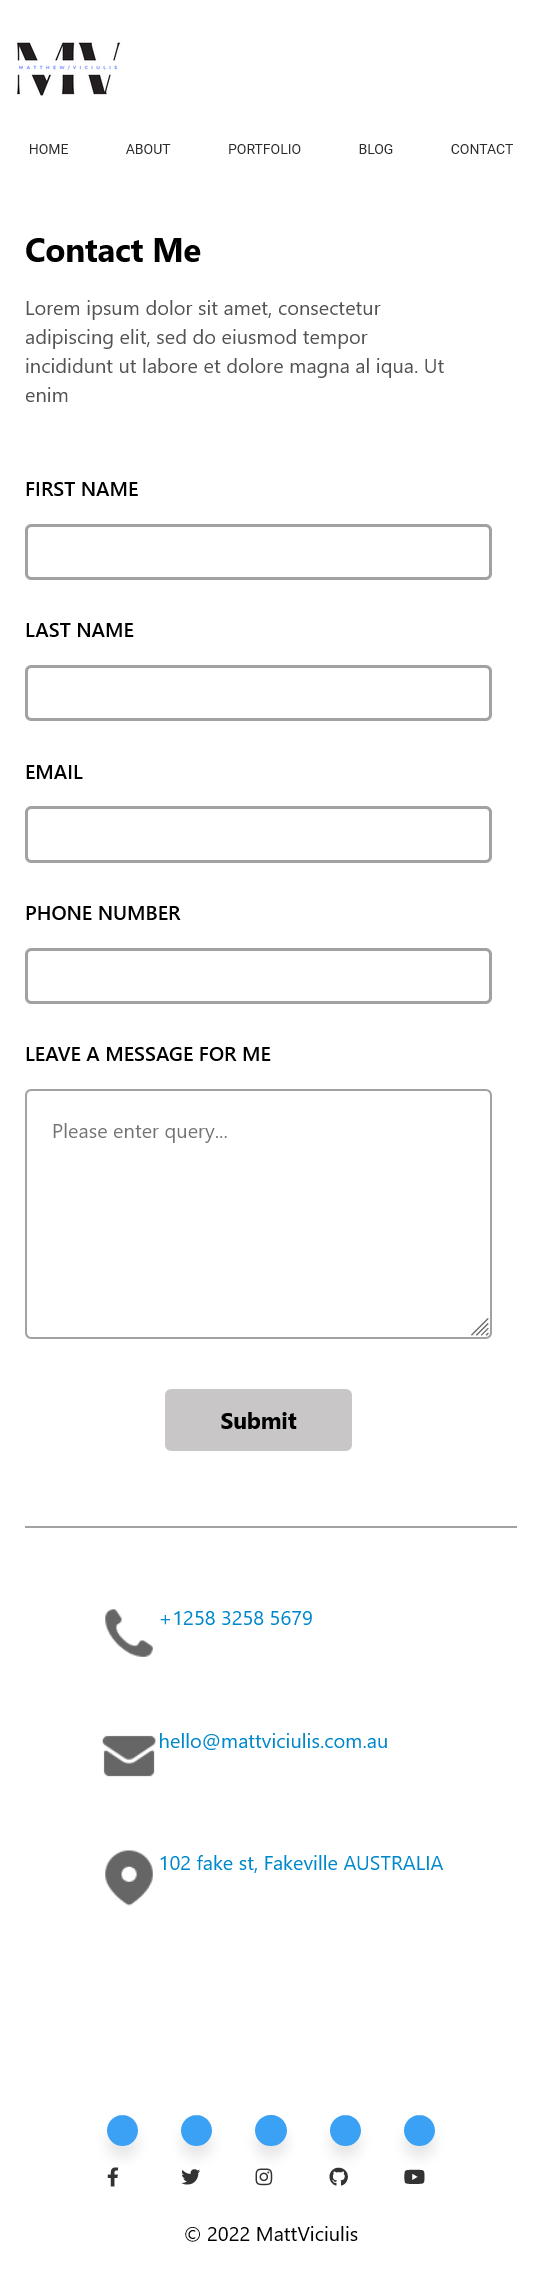 MV
MATTHEW/VICIULIS
HOME ABOUT PORTFOLIO BLOG CONTACT
Contact Me
Lorem ipsum dolor sit amet, consectetur
adipiscing elit, sed do eiusmod tempor
incididunt ut labore et dolore magna al iqua. Ut
enim
FIRST NAME
LAST NAME
EMAIL
PHONE NUMBER
LEAVE A MESSAGE FOR ME
Please enter query...
Submit
+1258 3258 5679
hello@mattviciulis.com.au
102 fake st, Fakeville AUSTRALIA
© 2022 MattViciulis